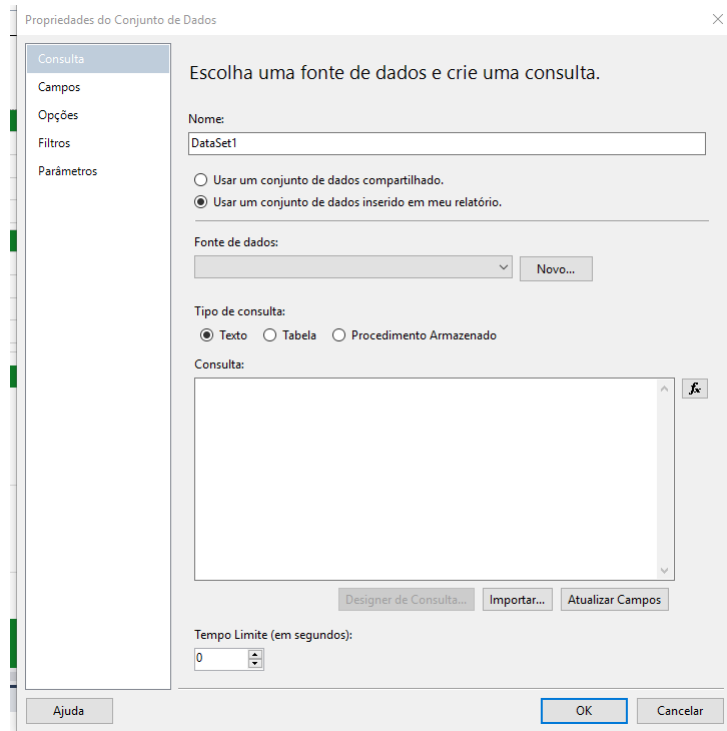 Propriedades do Conjunto de Dados
Consulta
Campos
Opções
Filtros
Parâmetros
Escolha uma fonte de dados e crie uma consulta.
Nome:
DataSet1
Usar um conjunto de dados compartilhado.
Usar um conjunto de dados inserido em meu relatório.
Fonte de dados:
Novo...
Tipo de consulta:
Texto Tabela Procedimento Armazenado
Consulta:
fx
Designer de Consulta... Importar... Atualizar Campos
Tempo Limite (em segundos):
0
Ajuda OK Cancelar